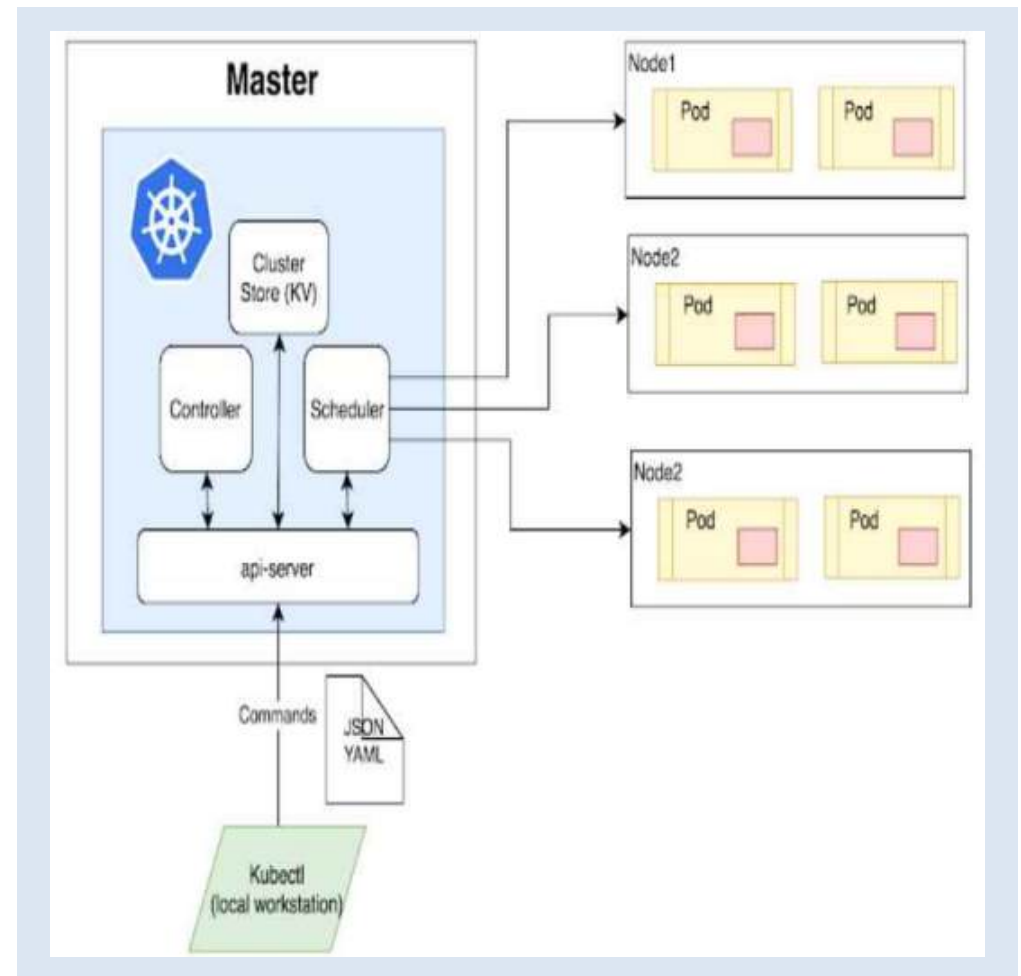 Master
Cluster
Store (KV)
Controller
Scheduler
api-server
Commands
JSON
YAML
Kubectl
(local workstation)
Node1
Pod
Pod
Node2
Pod
Pod
Node2
Pod
Pod